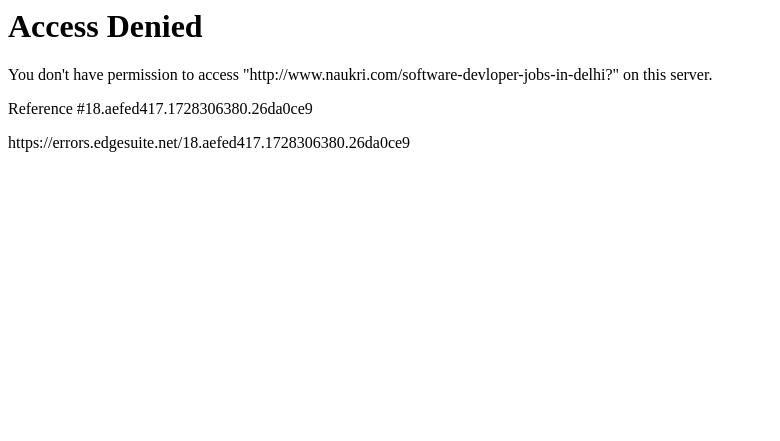 Access Denied
You don't have permission to access "http://www.naukri.com/software-devloper-jobs-in-delhi?" on this server.
Reference #18.aefed417.1728306380.26da0ce9
https://errors.edgesuite.net/18.aefed417.1728306380.26da0ce9